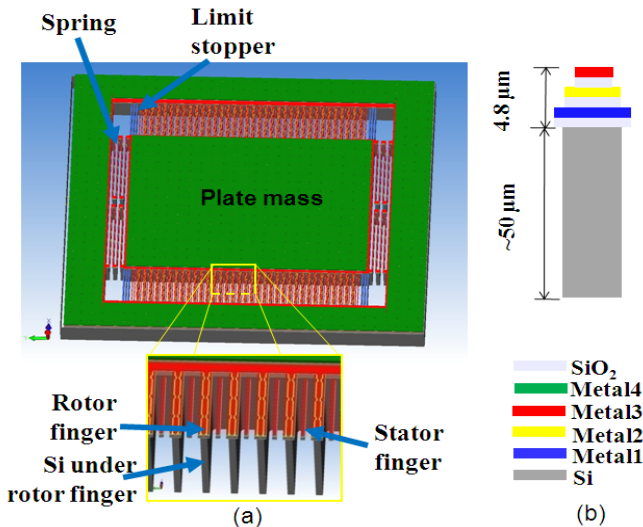 Spring
Limit
stopper
Plate mass
Rotor
finger
Si under
rotor finger
Stator
finger
(a)
(b)
4.8 µm
~50 µm
SiO₂
Metal4
Metal3
Metal2
Metal1
Si